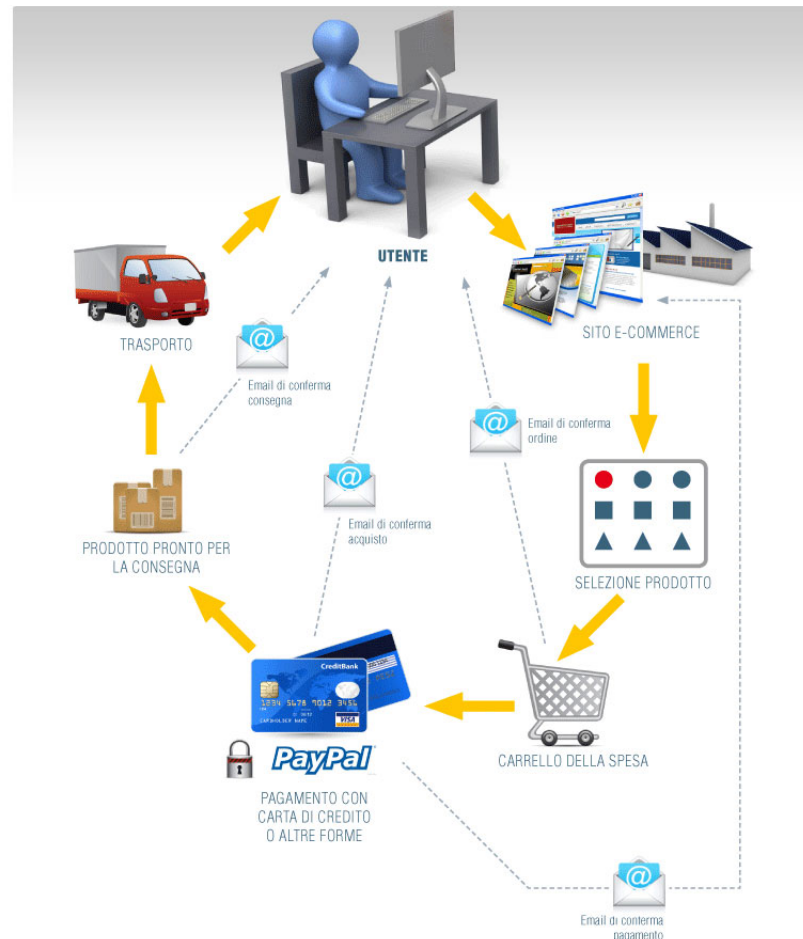 UTENTE
SITO E-COMMERCE
TRASPORTO
Email di conferma
consegna
Email di conferma
ordine
Email di conferma
acquisto
PRODOTTO PRONTO PER
LA CONSEGNA
SELEZIONE PRODOTTO
CreditBank
1234 5678 9012 3456
CARDHOLDER NAME
VISA
PayPal
CARRELLO DELLA SPESA
PAGAMENTO CON
CARTA DI CREDITO
O ALTRE FORME
Email di conferma
pagamento